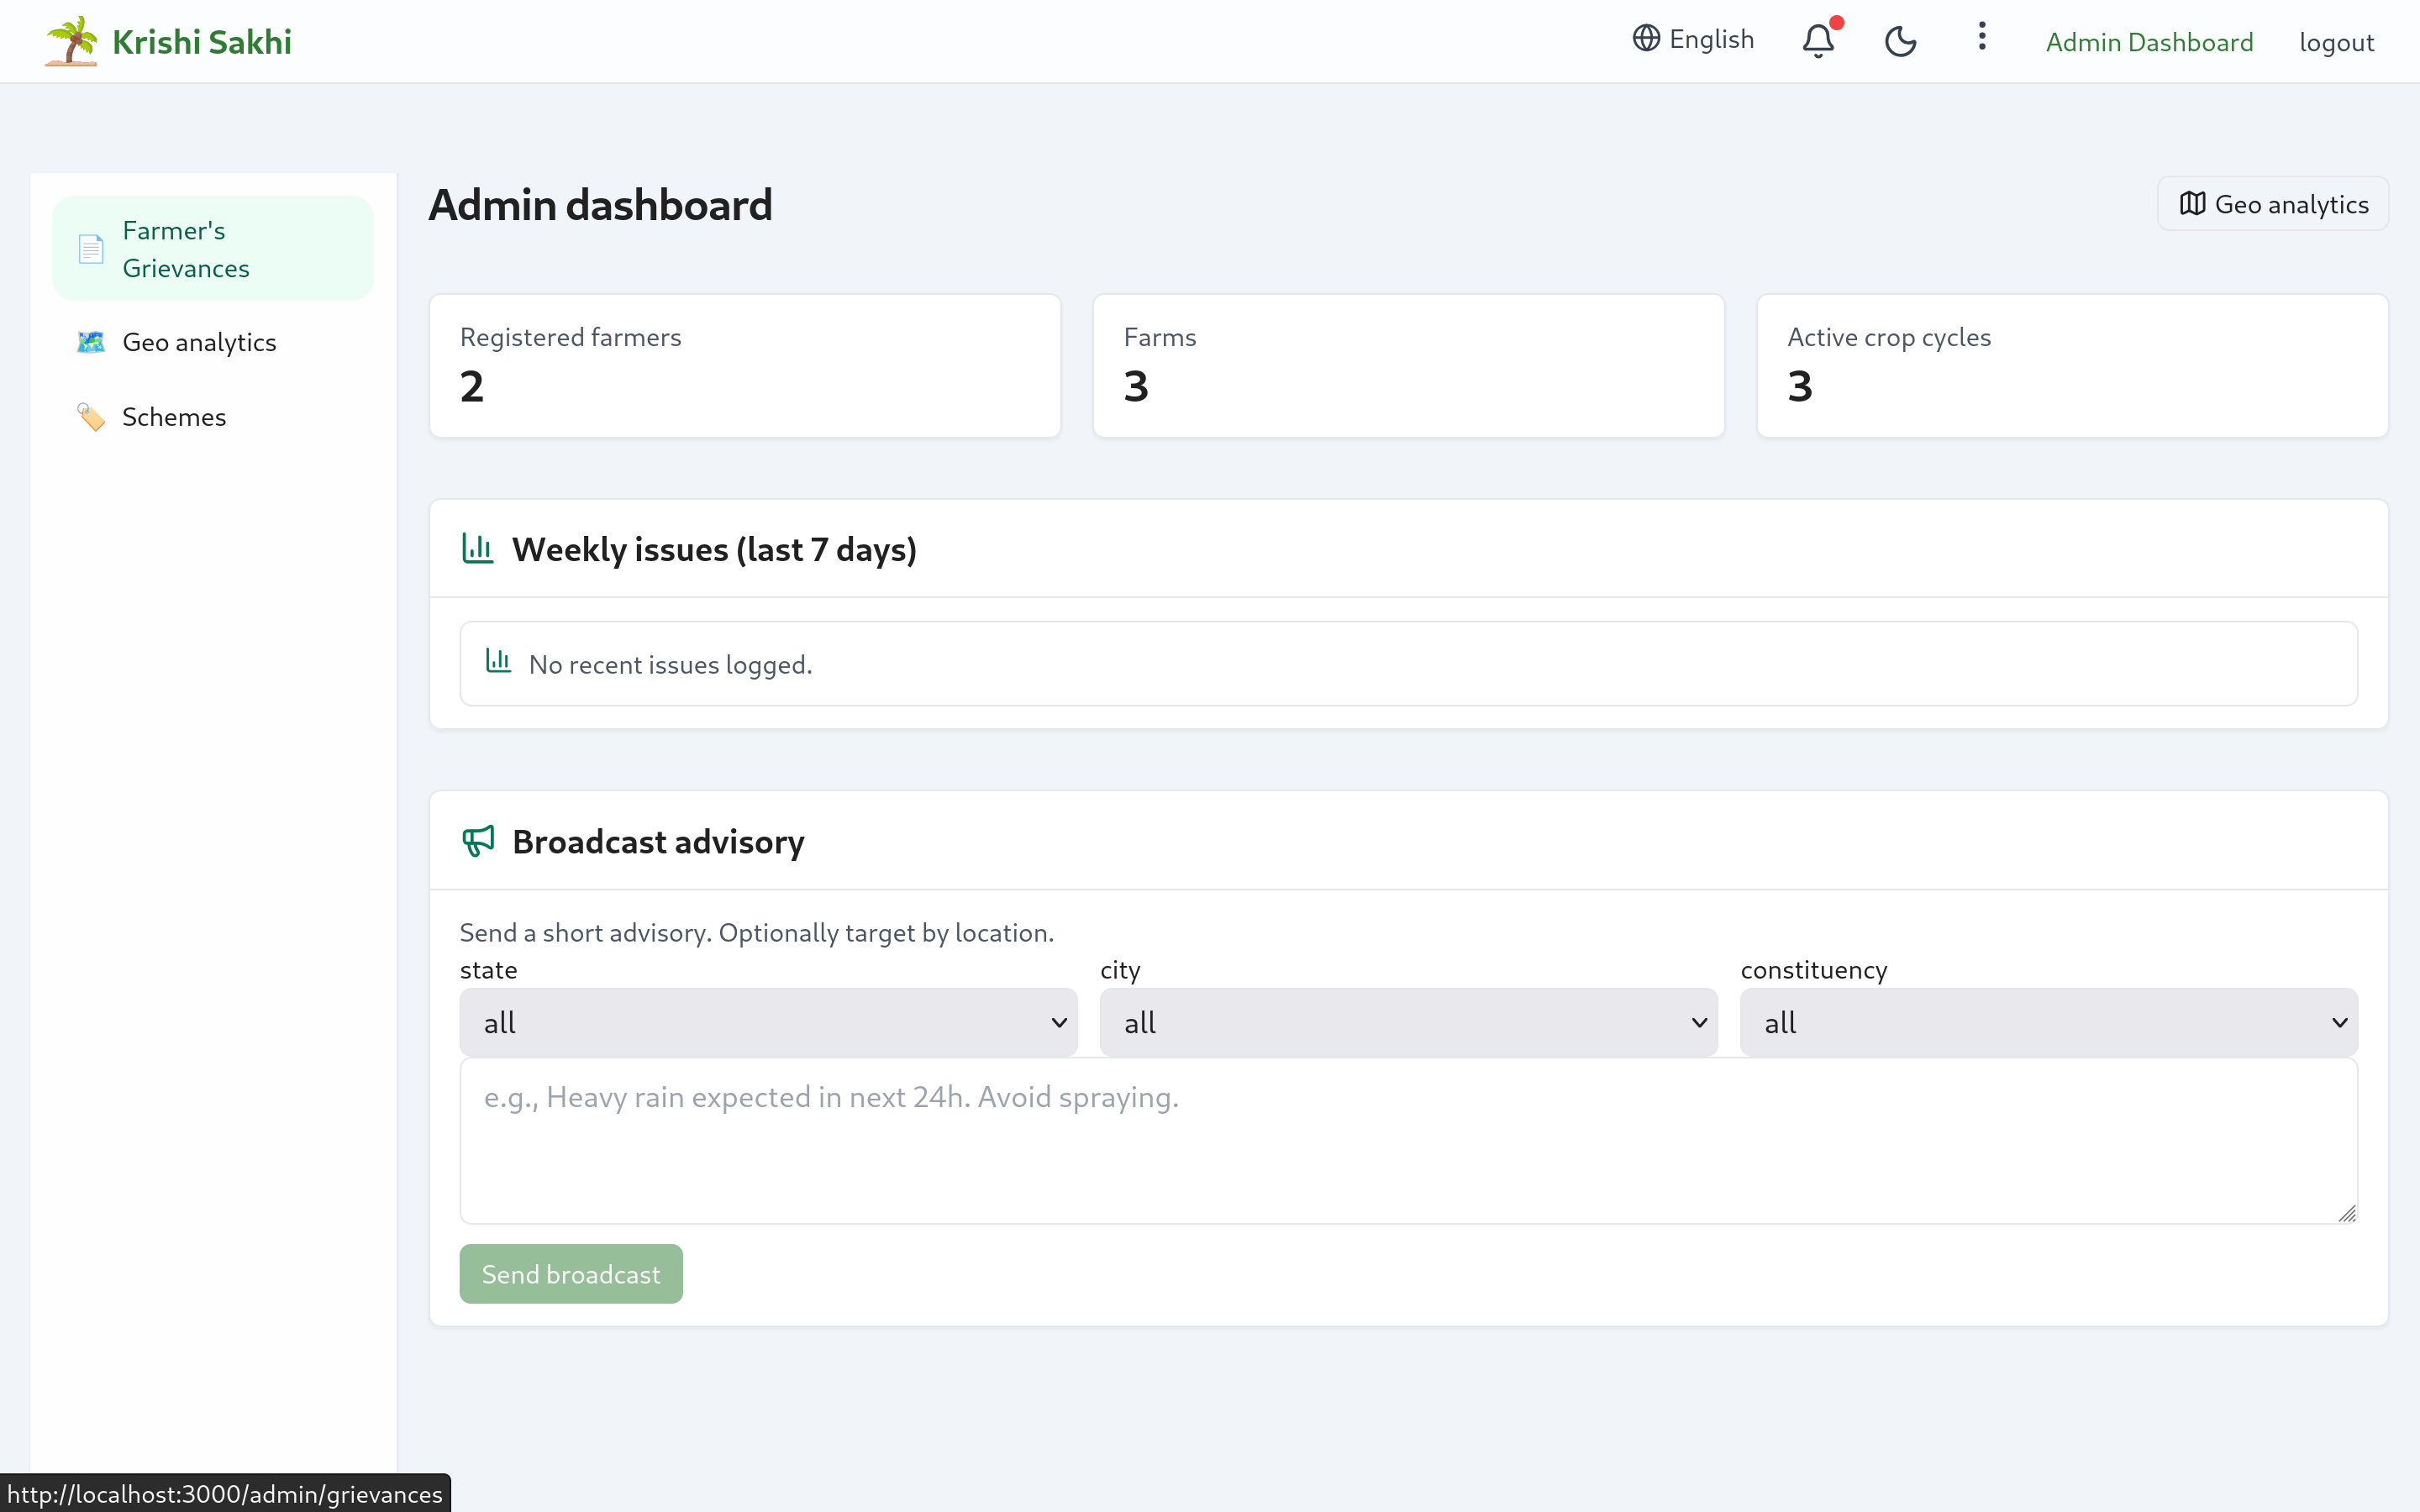 Krishi Sakhi
English
Admin Dashboard
logout
Farmer's
Grievances
Geo analytics
Schemes
Admin dashboard
Geo analytics
Registered farmers
2
Farms
3
Active crop cycles
3
Weekly issues (last 7 days)
No recent issues logged.
Broadcast advisory
Send a short advisory. Optionally target by location.
state
city
constituency
all
all
all
e.g., Heavy rain expected in next 24h. Avoid spraying.
Send broadcast
http://localhost:3000/admin/grievances